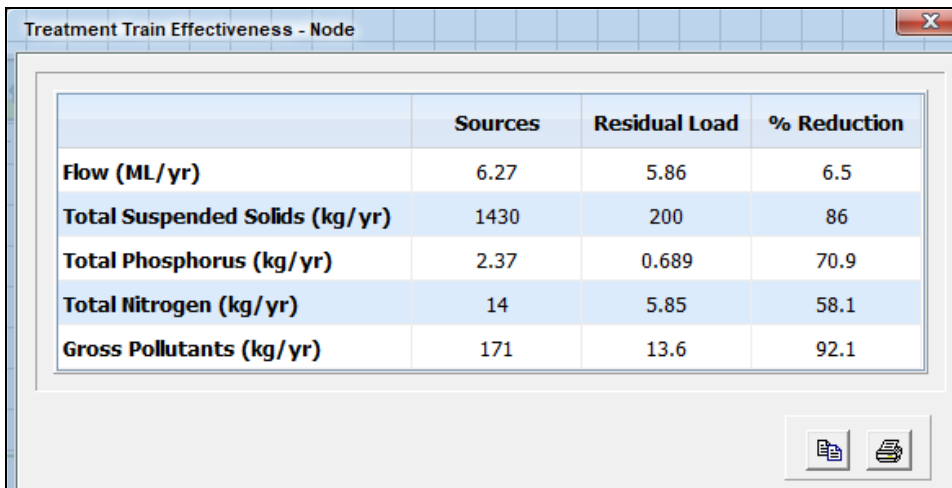 Treatment Train Effectiveness - Node
Sources Residual Load % Reduction
Flow (ML/yr) 6.27 5.86 6.5
Total Suspended Solids (kg/yr) 1430 200 86
Total Phosphorus (kg/yr) 2.37 0.689 70.9
Total Nitrogen (kg/yr) 14 5.85 58.1
Gross Pollutants (kg/yr) 171 13.6 92.1